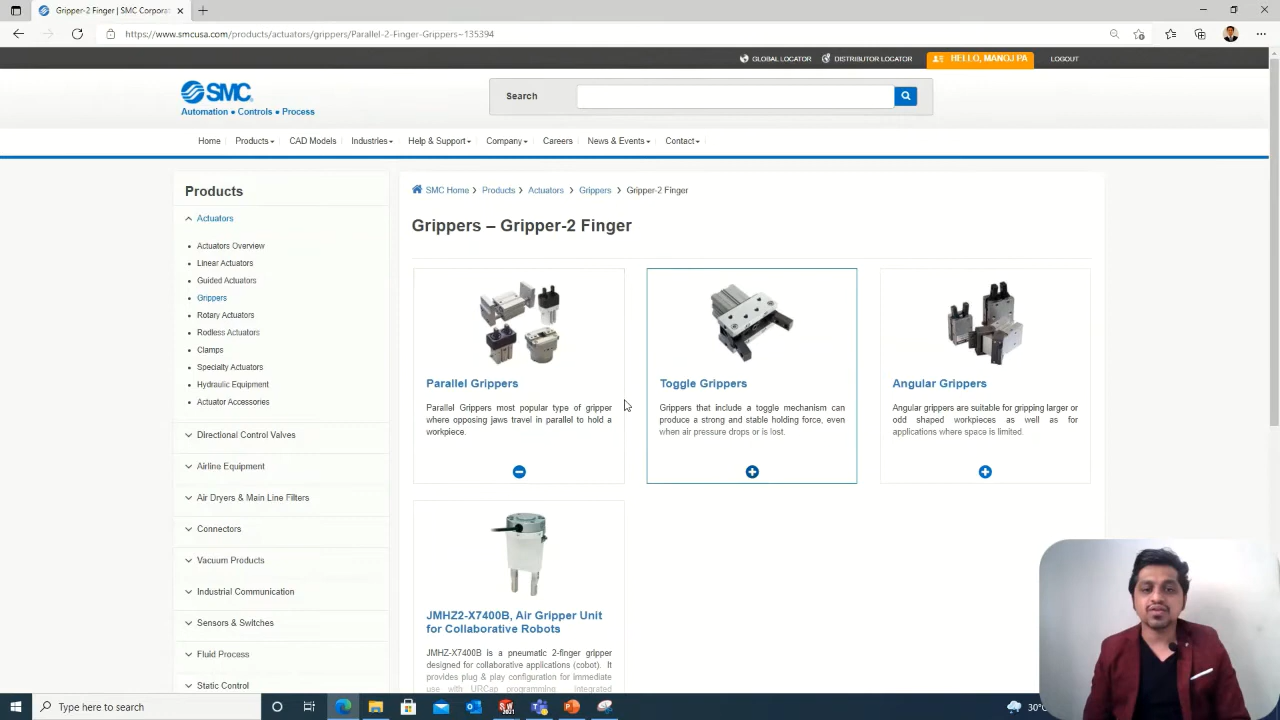 Gripper-2 Finger | SMC Corporat
https://www.smcusa.com/products/actuators/grippers/Parallel-2-Finger-Grippers~135394
GLOBAL LOCATOR
DISTRIBUTOR LOCATOR
HELLO, MANOJ PA
LOGOUT
SMC
Automation • Controls • Process
Search
Home
Products
CAD Models
Industries
Help & Support
Company
Careers
News & Events
Contact
Products
Actuators
Actuators Overview
Linear Actuators
Guided Actuators
Grippers
Rotary Actuators
Rodless Actuators
Clamps
Specialty Actuators
Hydraulic Equipment
Actuator Accessories
Directional Control Valves
Airline Equipment
Air Dryers & Main Line Filters
Connectors
Vacuum Products
Industrial Communication
Sensors & Switches
Fluid Process
Static Control
SMC Home > Products > Actuators > Grippers > Gripper-2 Finger
Grippers – Gripper-2 Finger
Parallel Grippers
Parallel Grippers most popular type of gripper
where opposing jaws travel in parallel to hold a
workpiece.
Toggle Grippers
Grippers that include a toggle mechanism can
produce a strong and stable holding force, even
when air pressure drops or is lost.
Angular Grippers
Angular grippers are suitable for gripping larger or
odd shaped workpieces as well as for
applications where space is limited.
JMHZ2-X7400B, Air Gripper Unit
for Collaborative Robots
JMHZ-X7400B is a pneumatic 2-finger gripper
designed for collaborative applications (cobot). It
provides plug & play configuration for immediate
use with URCap programming, integrated
Type here to search
30°